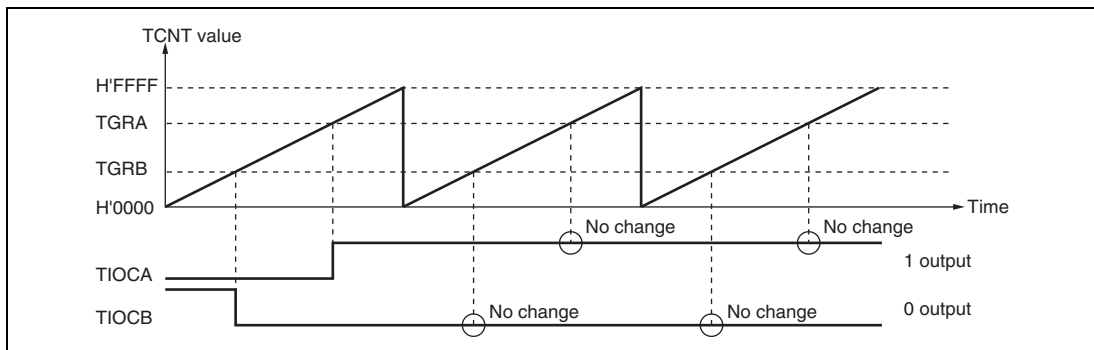 TCNT value
H'FFFF
TGRA
TGRB
H'0000
Time
No change
No change
TIOCA
1 output
No change
No change
TIOCB
0 output